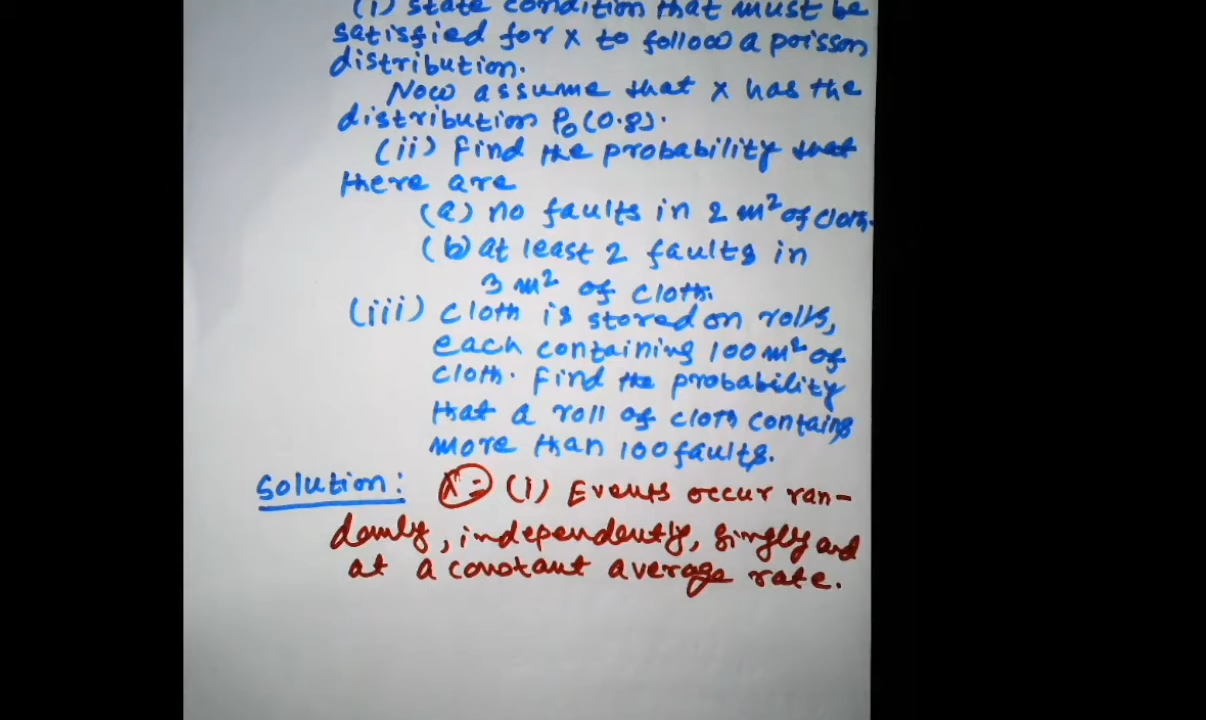 (i) state condition that must be
satisfied for x to follow a poisson
distribution.
Now assume that x has the
distribution Po(0.8).
(ii) Find the probability that
there are
(a) no faults in 2 m² of cloth.
(b) at least 2 faults in
3 m² of cloth.
(iii) cloth is stored on rolls,
each containing 100 m² of
cloth. Find the probability
that a roll of cloth contains
more than 100 faults.
Solution: X= (i) Events occur ran-
domly, independently, singly and
at a constant average rate.